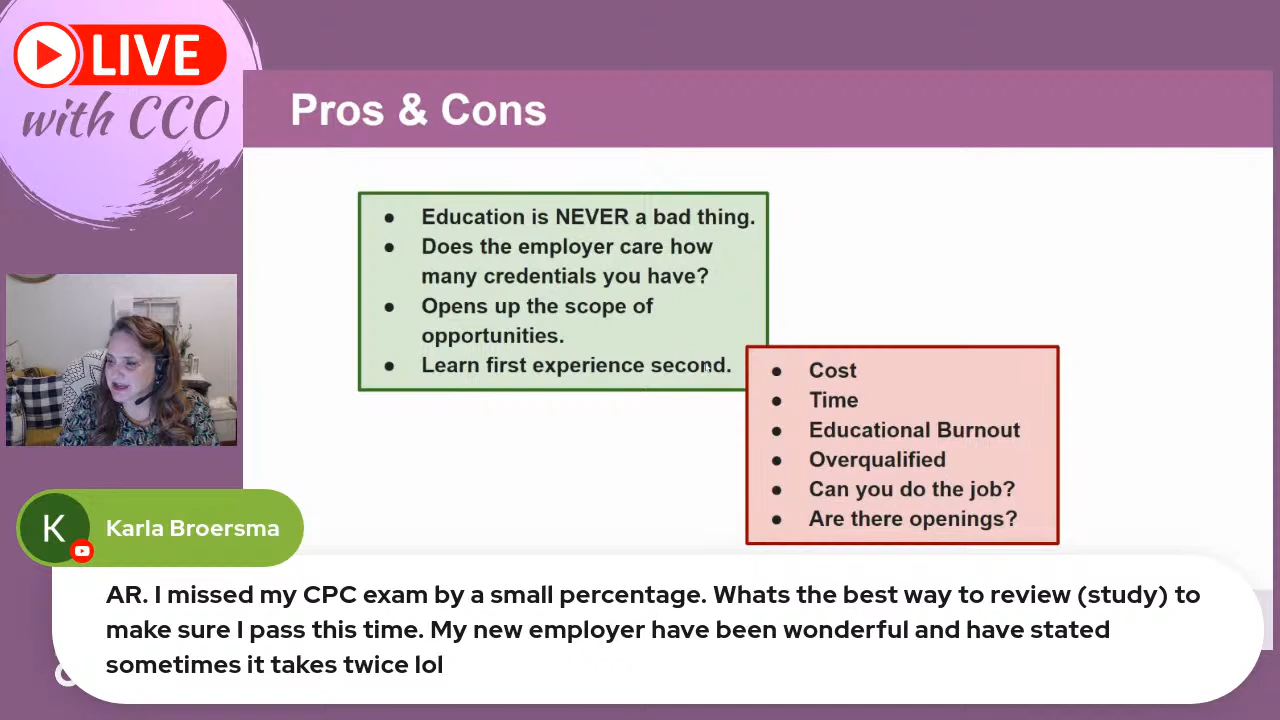 LIVE
with CCO
Pros & Cons
● Education is NEVER a bad thing.
● Does the employer care how
many credentials you have?
● Opens up the scope of
opportunities.
● Learn first experience second.
● Cost
● Time
● Educational Burnout
● Overqualified
● Can you do the job?
● Are there openings?
K
Karla Broersma
AR. I missed my CPC exam by a small percentage. Whats the best way to review (study) to
make sure I pass this time. My new employer have been wonderful and have stated
sometimes it takes twice lol